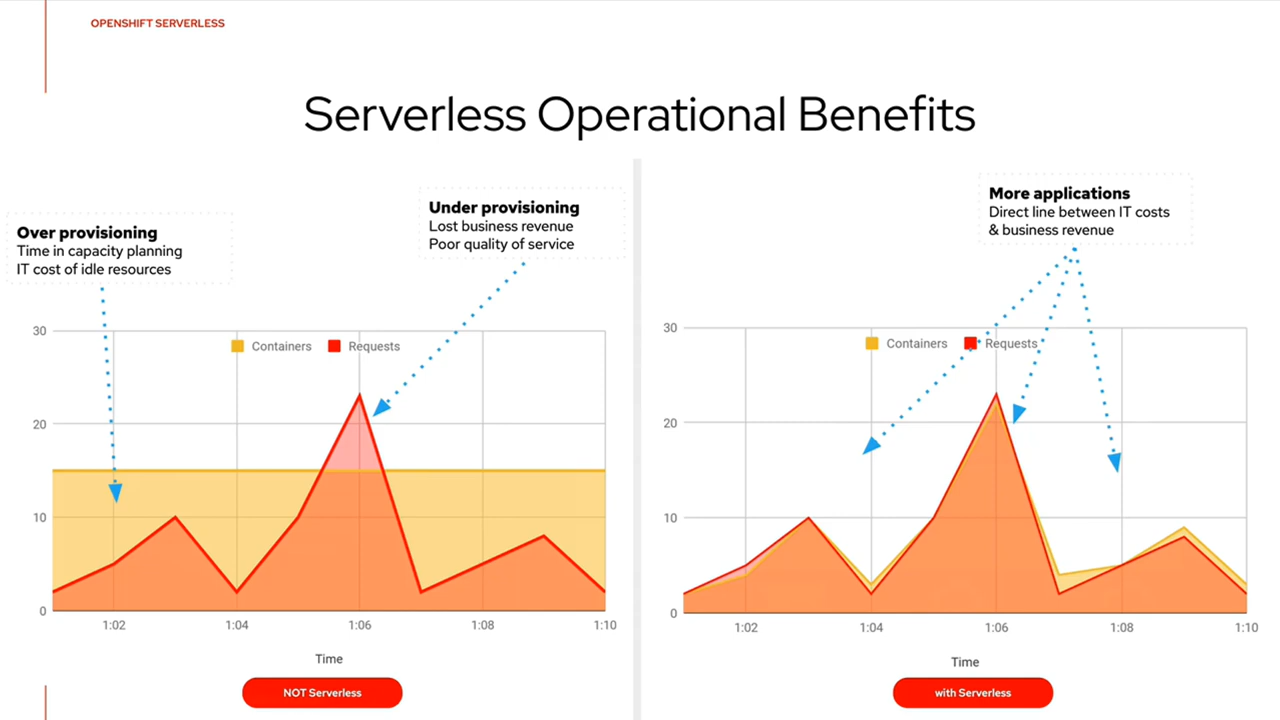 OPENSHIFT SERVERLESS
Serverless Operational Benefits
Over provisioning
Time in capacity planning
IT cost of idle resources
Under provisioning
Lost business revenue
Poor quality of service
30
Containers
Requests
20
10
0
1:02
1:04
1:06
1:08
1:10
Time
NOT Serverless
More applications
Direct line between IT costs
& business revenue
30
Containers
Requests
20
10
0
1:02
1:04
1:06
1:08
1:10
Time
with Serverless